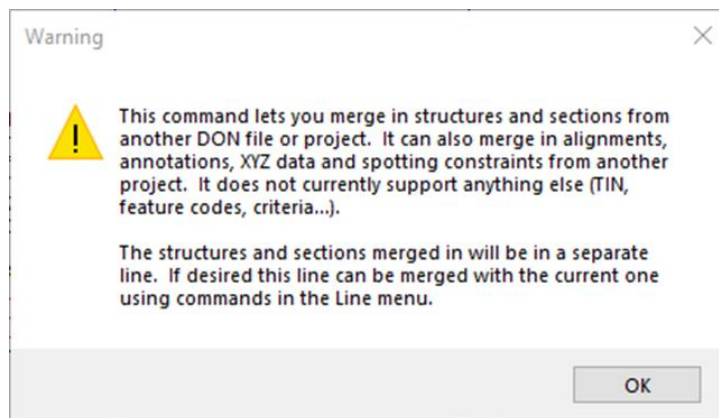 Warning
This command lets you merge in structures and sections from
another DON file or project.  It can also merge in alignments,
annotations, XYZ data and spotting constraints from another
project.  It does not currently support anything else (TIN,
feature codes, criteria...).
The structures and sections merged in will be in a separate
line.  If desired this line can be merged with the current one
using commands in the Line menu.
OK